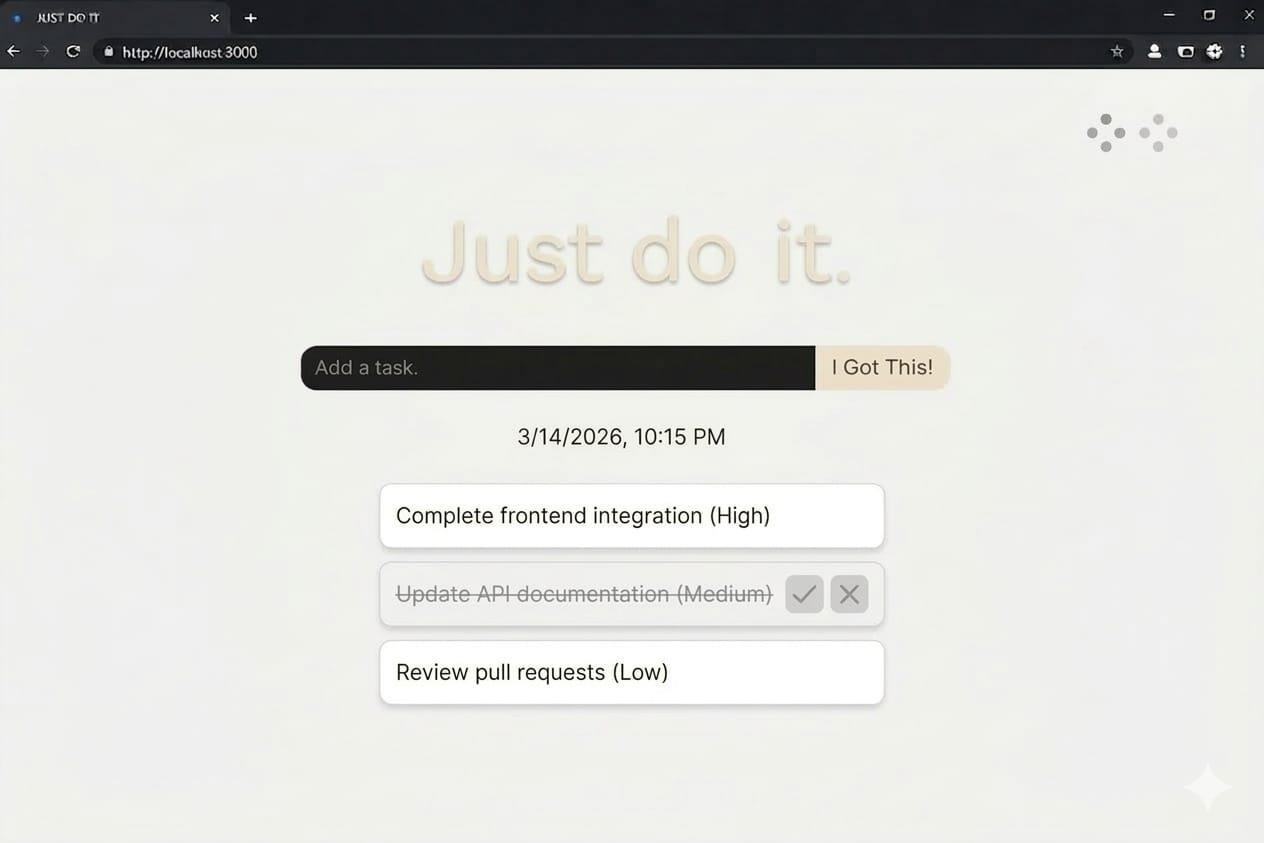 JUST DO IT
http://localhost 3000
Just do it.
Add a task.
I Got This!
3/14/2026, 10:15 PM
Complete frontend integration (High)
Update API documentation (Medium)
Review pull requests (Low)